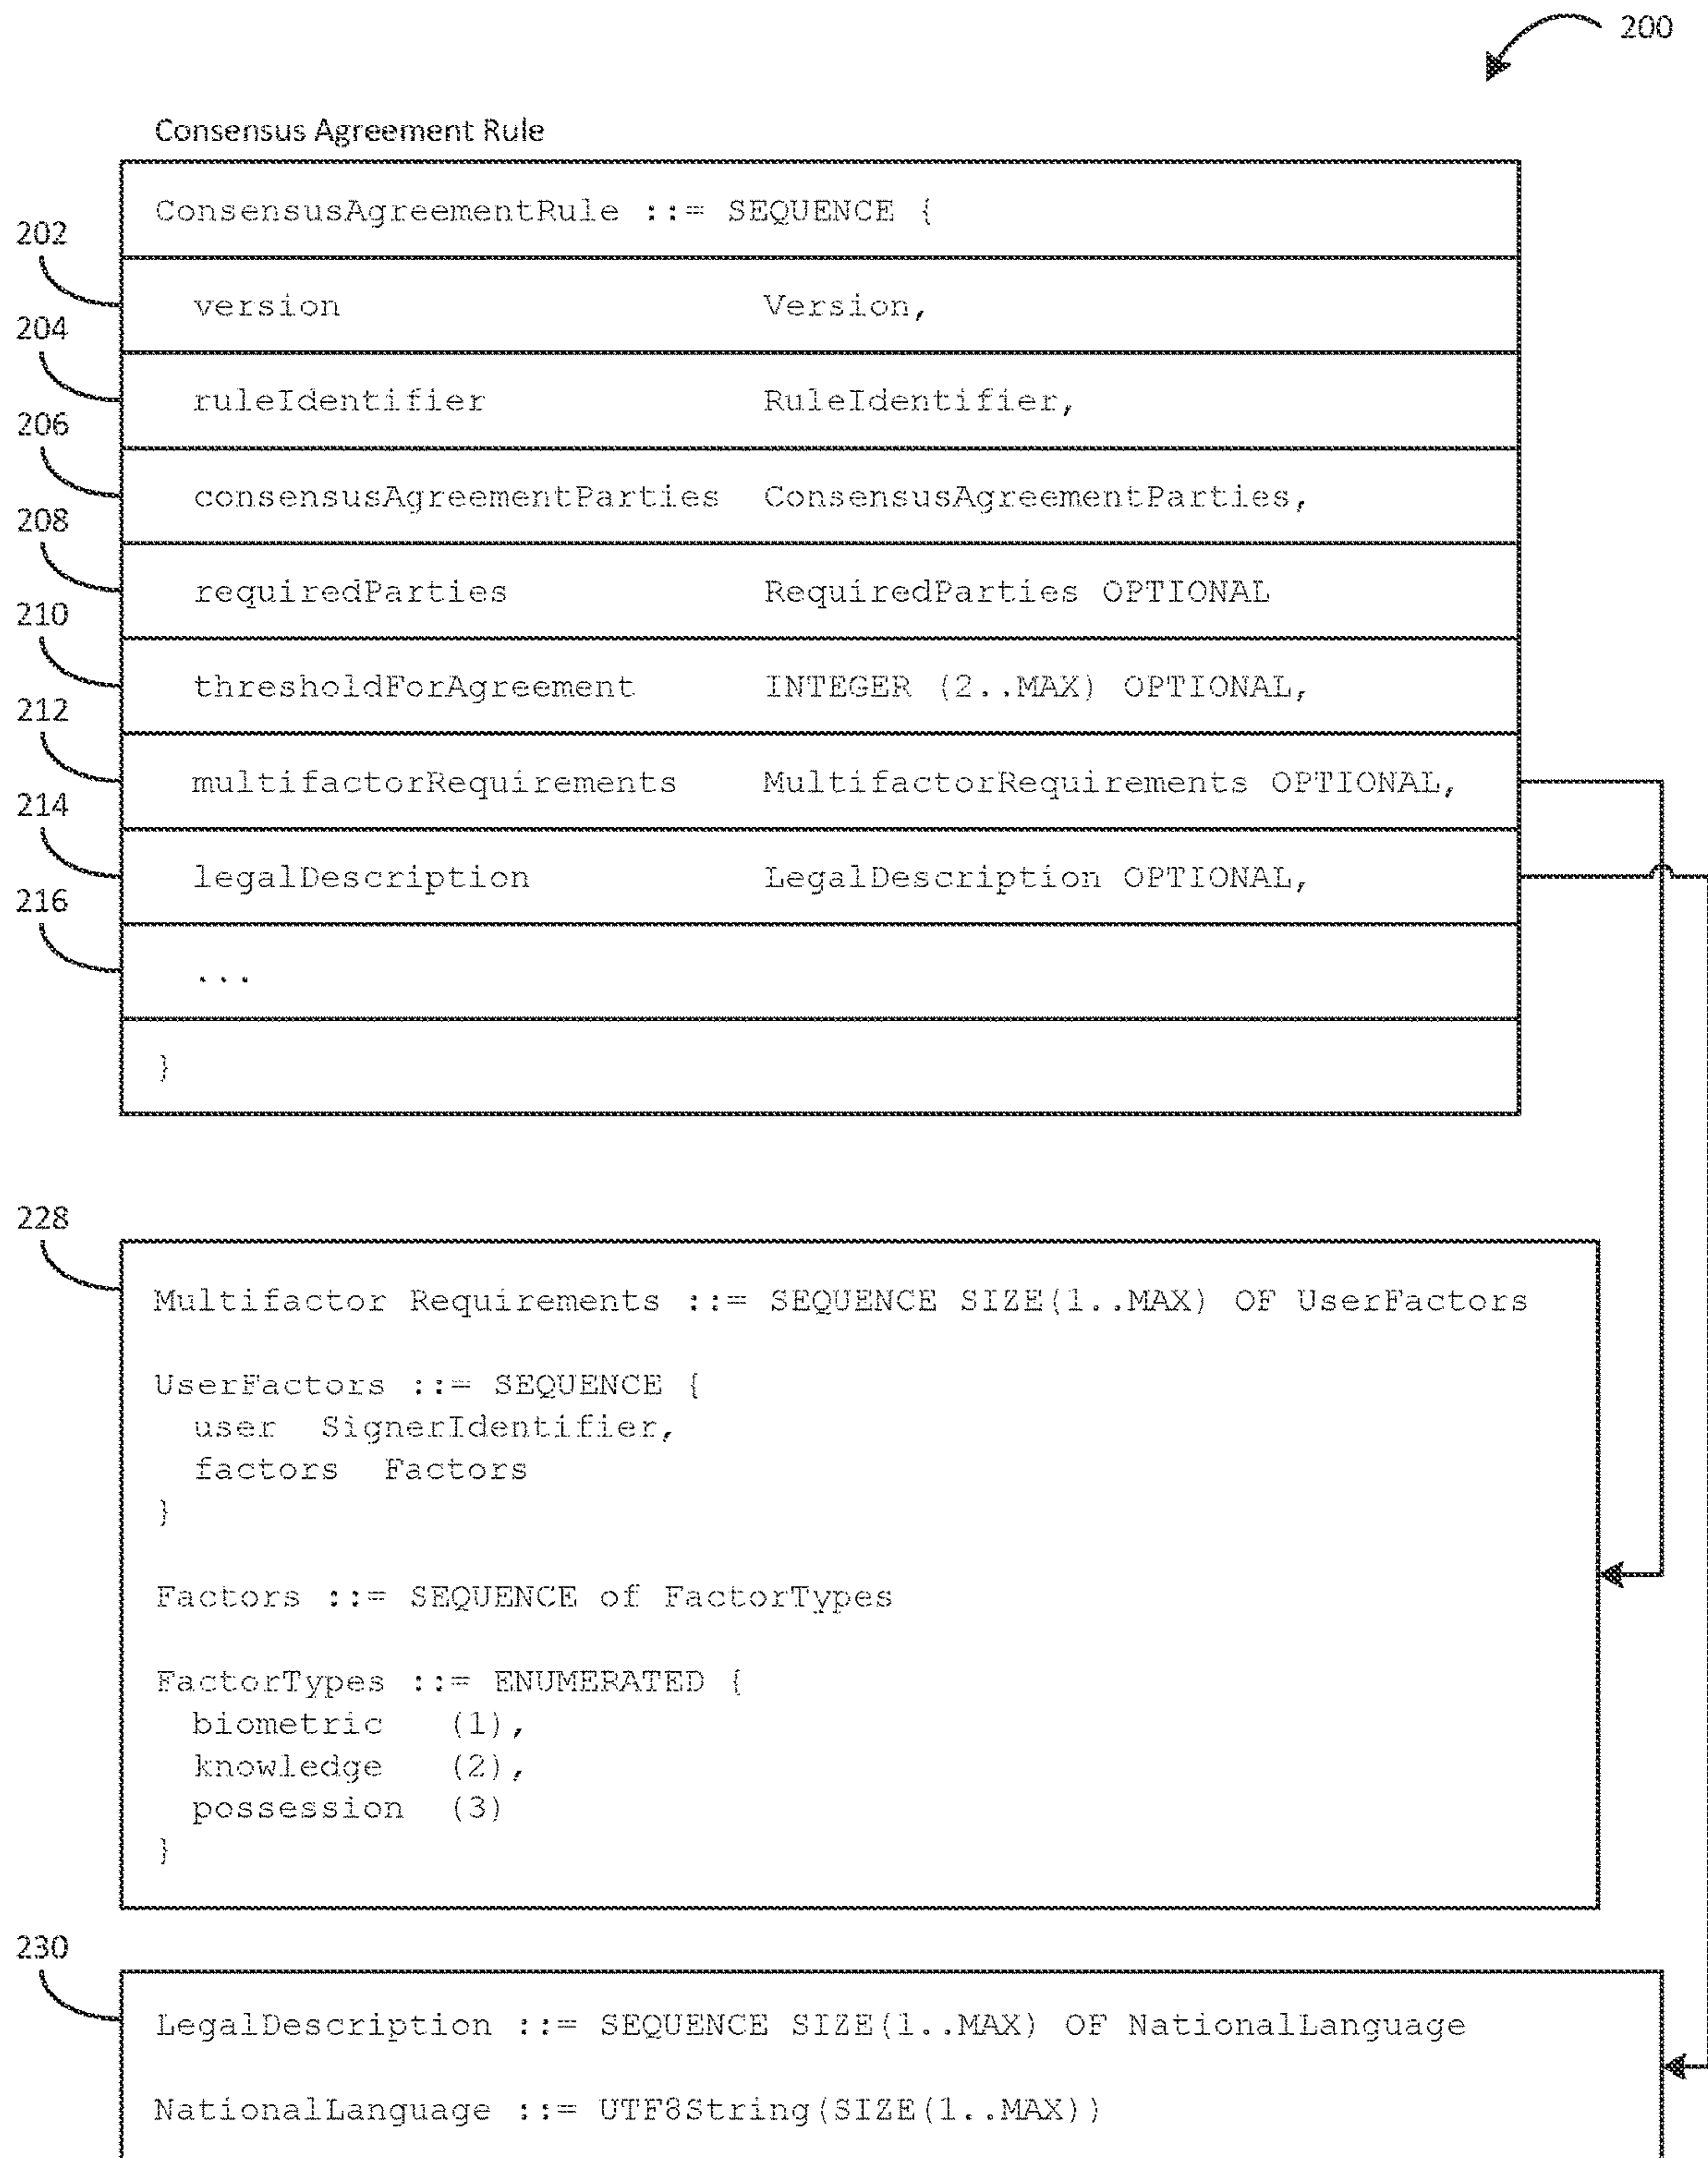 200
Consensus Agreement Rule
ConsensusAgreementRule ::= SEQUENCE {
202
version Version,
204
ruleIdentifier RuleIdentifier,
206
consensusAgreementParties ConsensusAgreementParties,
208
requiredParties RequiredParties OPTIONAL
210
thresholdForAgreement INTEGER (2..MAX) OPTIONAL,
212
multifactorRequirements MultifactorRequirements OPTIONAL,
214
legalDescription LegalDescription OPTIONAL,
216
...
}
228
Multifactor Requirements ::= SEQUENCE SIZE(1..MAX) OF UserFactors
UserFactors ::= SEQUENCE {
user SignerIdentifier,
factors Factors
}
Factors ::= SEQUENCE of FactorTypes
FactorTypes ::= ENUMERATED {
biometric (1),
knowledge (2),
possession (3)
}
230
LegalDescription ::= SEQUENCE SIZE(1..MAX) OF NationalLanguage
NationalLanguage ::= UTF8String(SIZE(1..MAX))